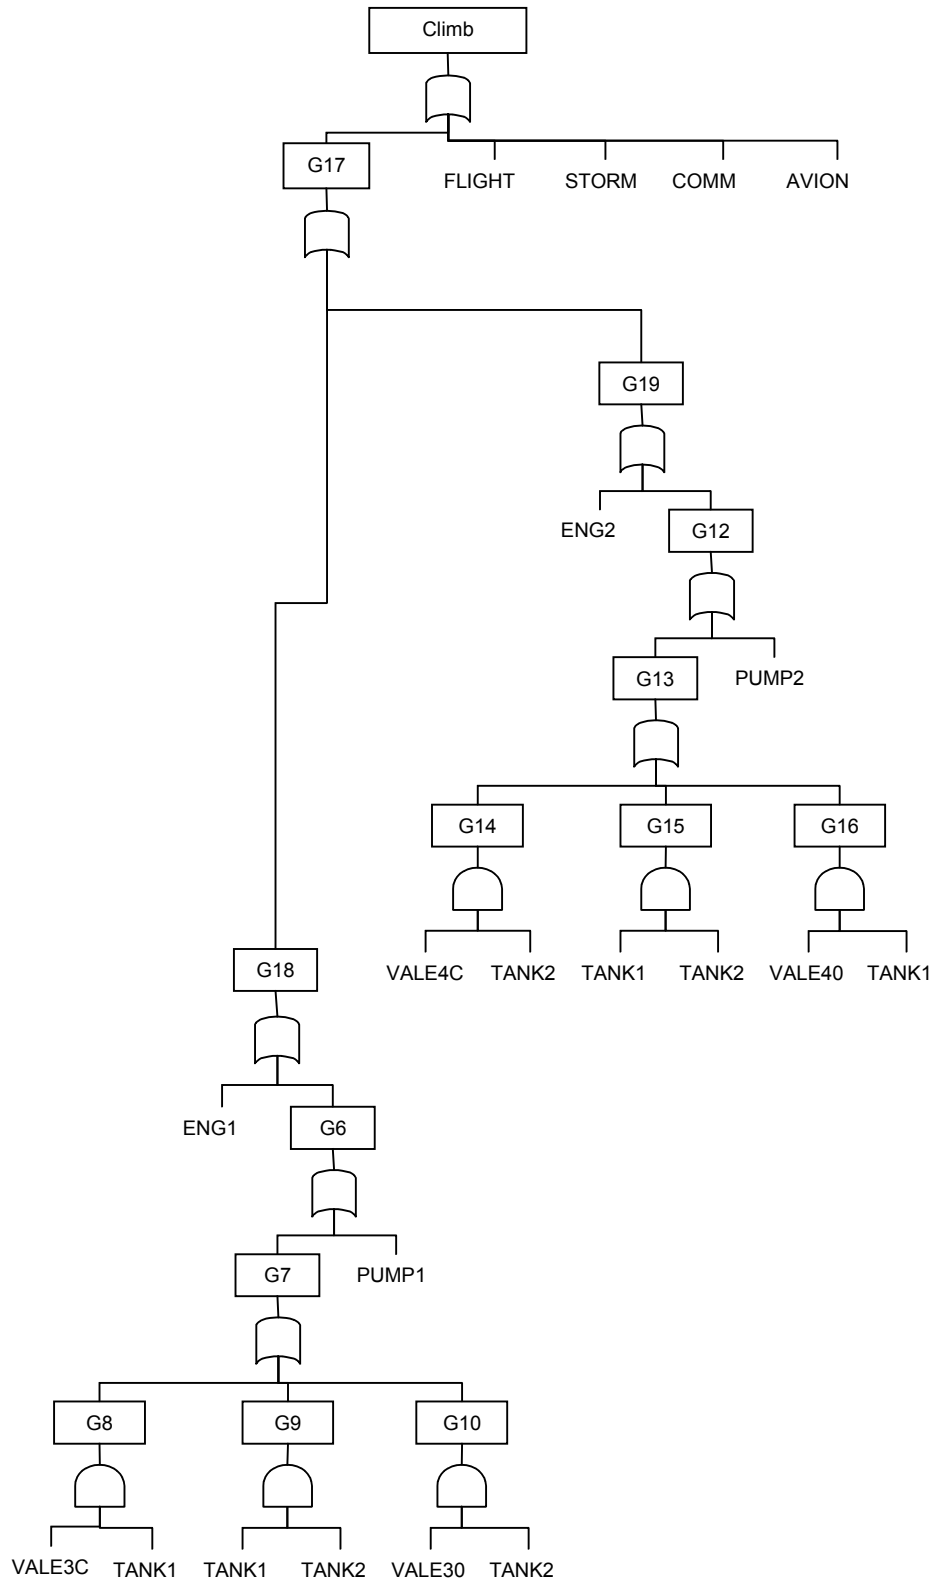 Climb
G17
FLIGHT STORM COMM AVION
G19
ENG2 G12
G13 PUMP2
G14 G15 G16
VALE4C TANK2 TANK1 TANK2 VALE40 TANK1
G18
ENG1 G6
G7 PUMP1
G8 G9 G10
VALE3C TANK1 TANK1 TANK2 VALE30 TANK2